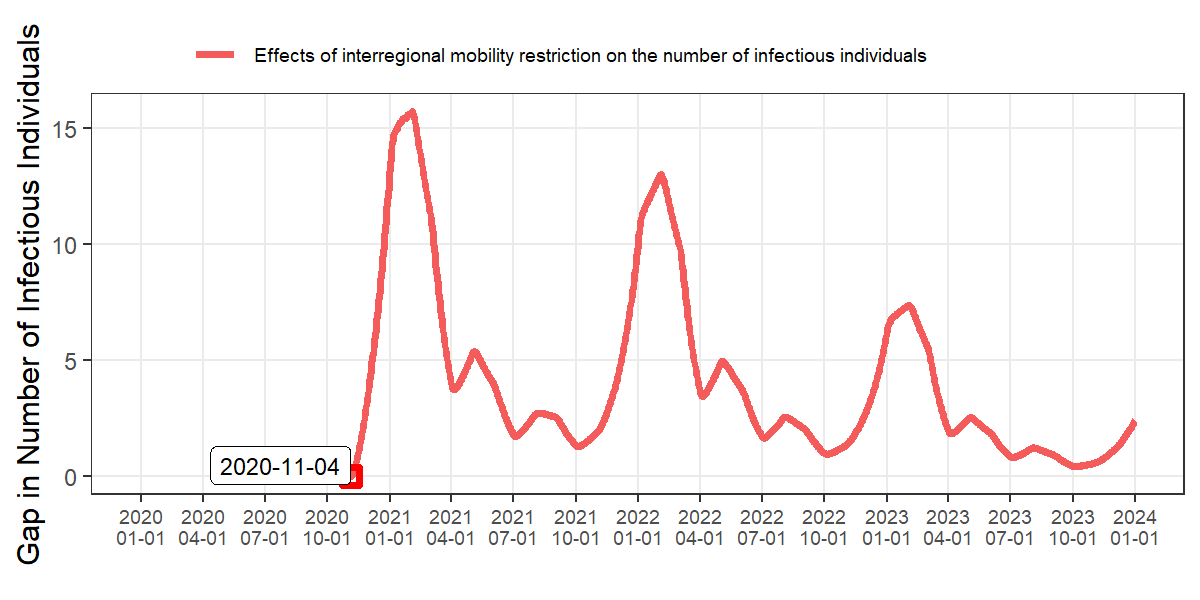 Effects of interregional mobility restriction on the number of infectious individuals
Gap in Number of Infectious Individuals
15
10
5
0
2020-11-04
2020 2020 2020 2020 2021 2021 2021 2021 2022 2022 2022 2022 2023 2023 2023 2023 2024
01-01 04-01 07-01 10-01 01-01 04-01 07-01 10-01 01-01 04-01 07-01 10-01 01-01 04-01 07-01 10-01 01-01